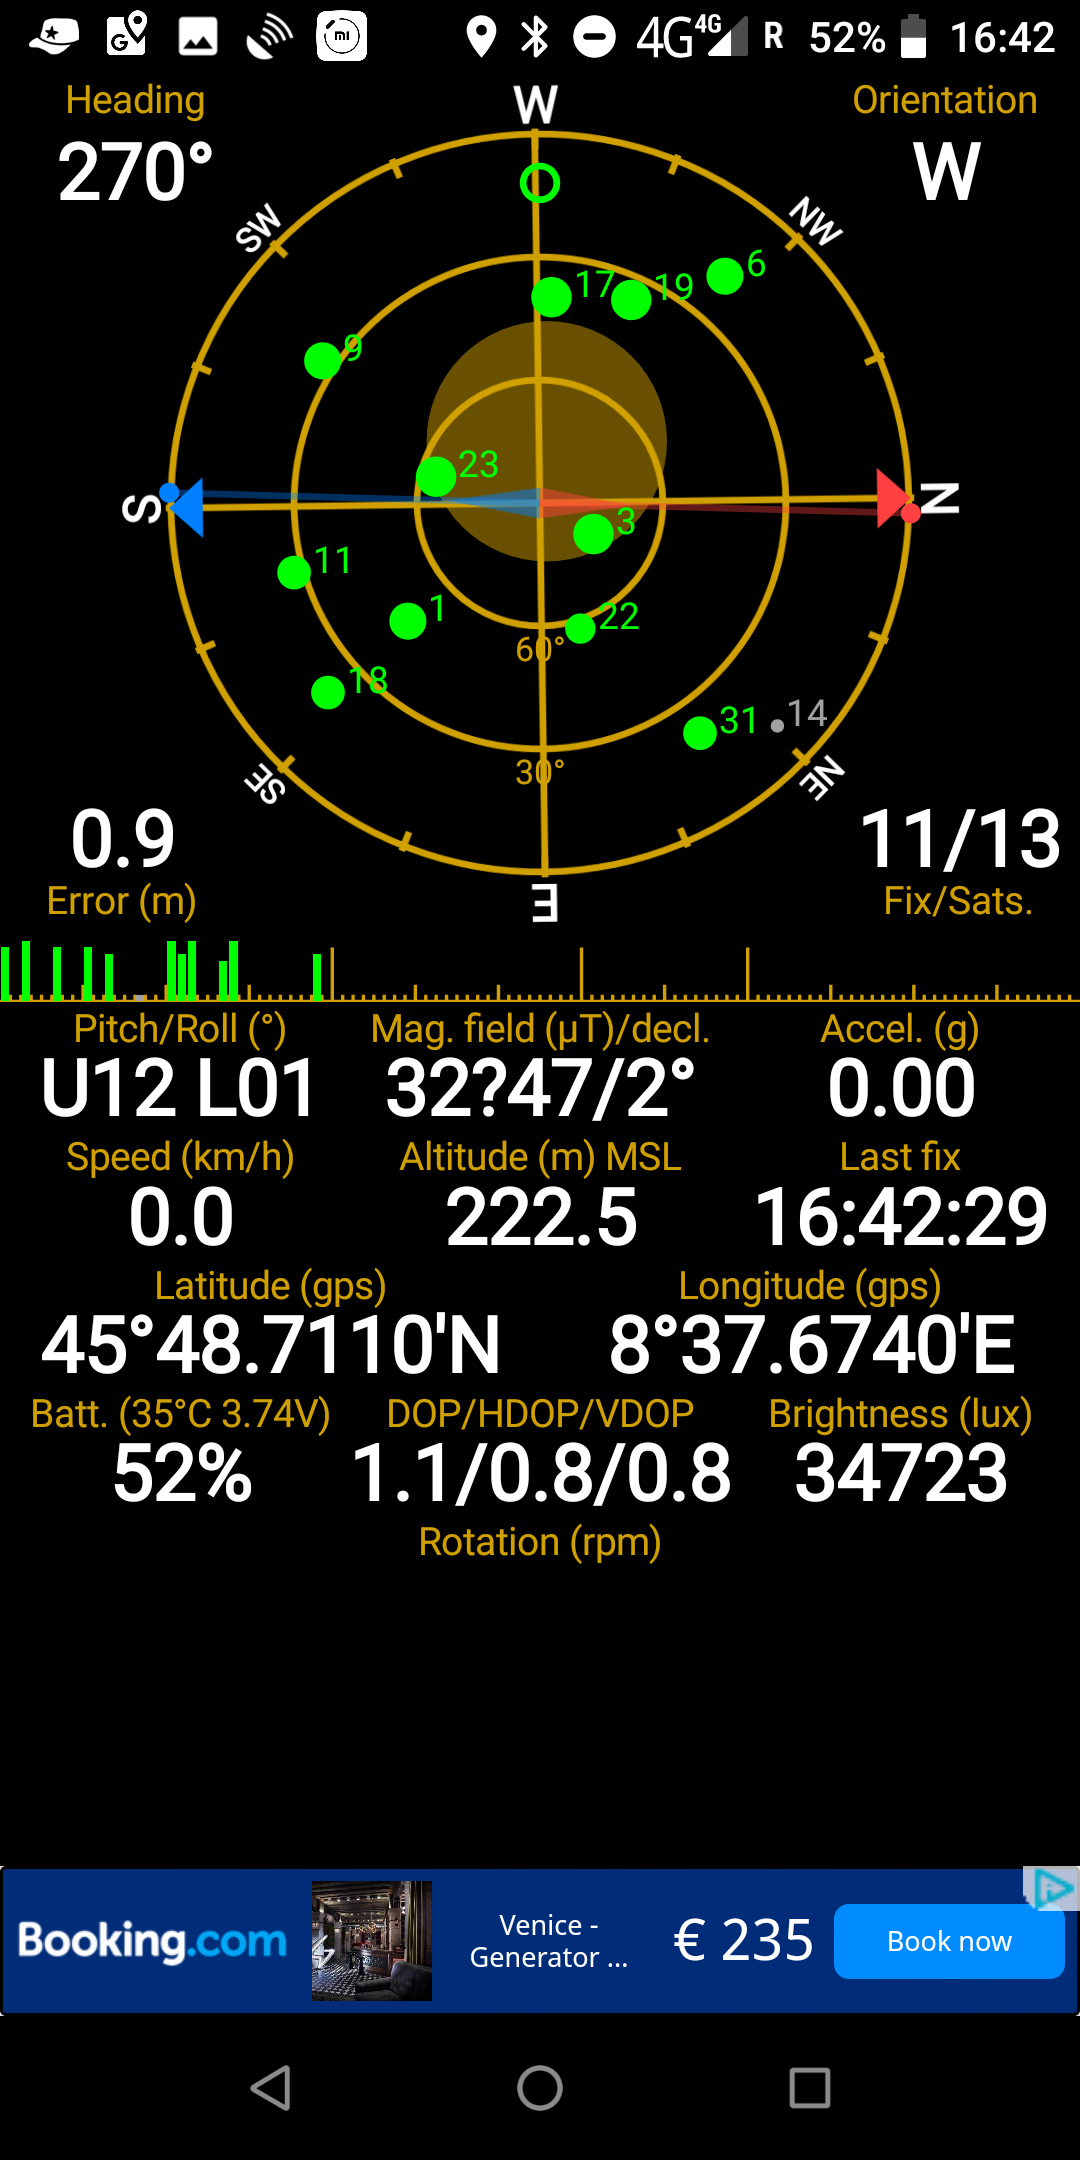 4G 4G R 52% 16:42
Heading W Orientation
270° W
SW NW
17 19 6
9
23
S N
3
11
1 22
60°
18
31 14
30°
SE NE
0.9 11/13
Error (m) E Fix/Sats.
Pitch/Roll (°) Mag. field (µT)/decl. Accel. (g)
U12 L01 32?47/2° 0.00
Speed (km/h) Altitude (m) MSL Last fix
0.0 222.5 16:42:29
Latitude (gps) Longitude (gps)
45°48.7110'N 8°37.6740'E
Batt. (35°C 3.74V) DOP/HDOP/VDOP Brightness (lux)
52% 1.1/0.8/0.8 34723
Rotation (rpm)
Booking.com Venice - Generator ... € 235 Book now